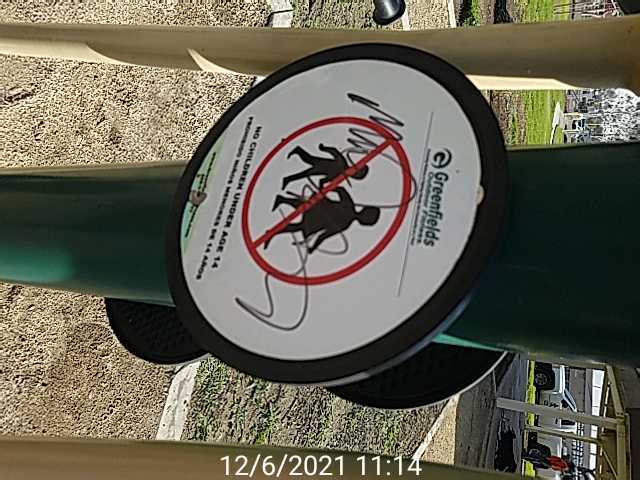 Greenfields
NO CHILDREN UNDER AGE 14
PROHIBIDO NIÑOS MENORES DE 14 AÑOS
12/6/2021 11:14